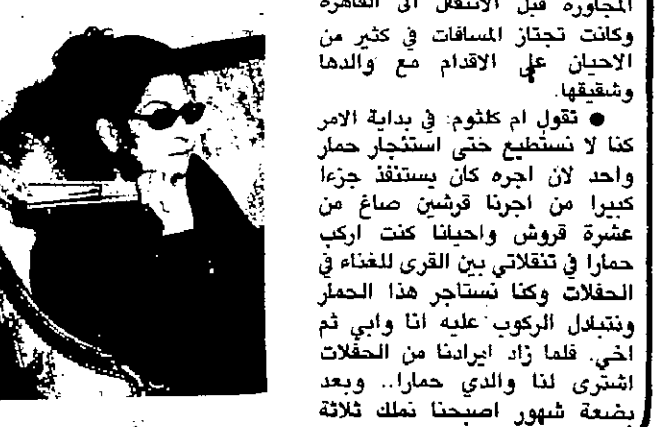 المجاورة قبل الانتقال الى القاهرة
وكانت تجتاز المسافات في كثير من
الاحيان على الاقدام مع والدها
وشقيقها.
● تقول ام كلثوم: في بداية الامر
كنا لا نستطيع ختى استئجار حمار
واحد لان اجره كان يستنفذ جزءا
كبيرا من اجرنا قرشين صاغ من
عشرة قروش واحيانا كنت اركب
حمارا في تنقلاتي بين القرى للغناء في
الحفلات وكنا نستاجر هذا الحمار
ونتبادل الركوب عليه انا وابي ثم
اخي. فلما زاد ايرادنا من الحفلات
اشترى لنا والدي حمارا.. وبعد
بضعة شهور اصبحنا نملك ثلاثة